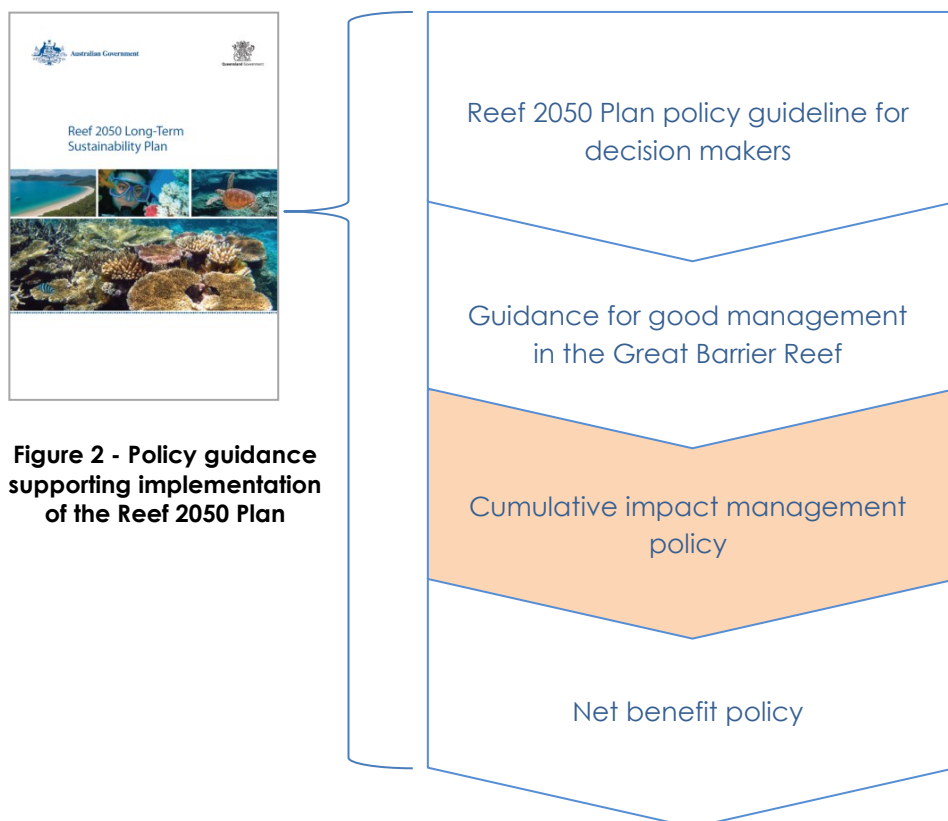 Australian Government
Queensland Government
Reef 2050 Long-Term
Sustainability Plan
Figure 2 - Policy guidance
supporting implementation
of the Reef 2050 Plan
Reef 2050 Plan policy guideline for
decision makers
Guidance for good management
in the Great Barrier Reef
Cumulative impact management
policy
Net benefit policy